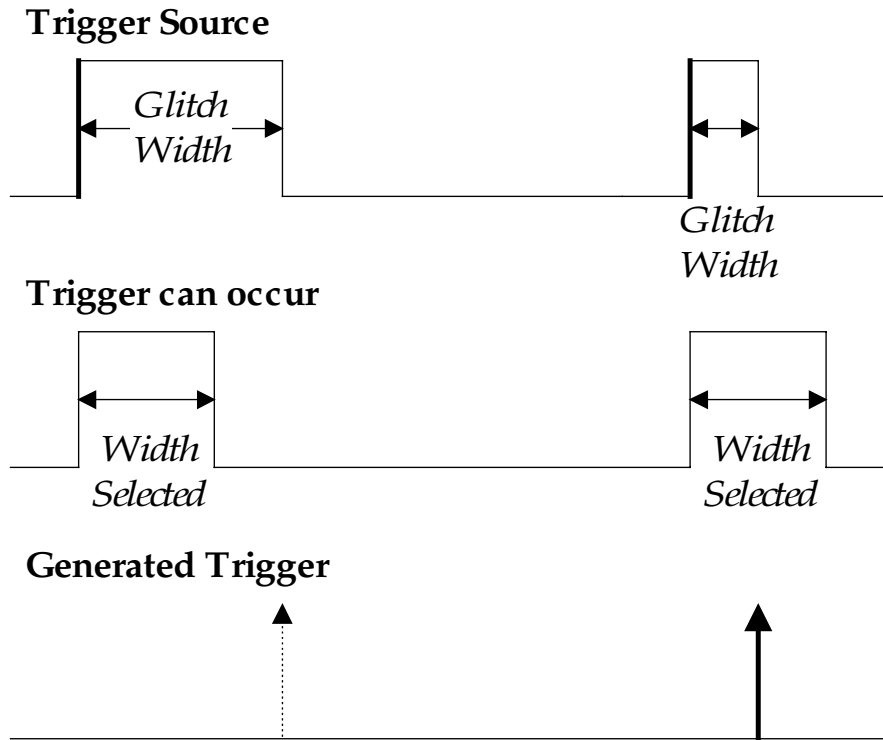 Trigger Source
Glitch
Width
Glitch
Width
Trigger can occur
Width
Selected
Width
Selected
Generated Trigger